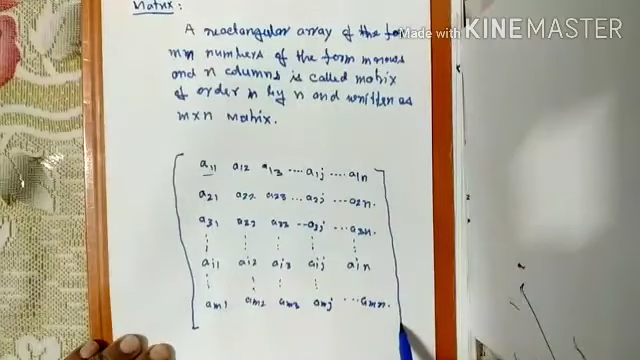 Matrix:
Made with KINEMASTER
A reactangular array of the for
mn numbers of the form m rows
and n columns is called matrix
of order m by n and written as
m×n Matrix.
a11 a12 a13 .... a1j .... a1n
a21 a22 a23 ... a2j ... a2n.
a31 a32 a33 ... a3j ... a3n.
ai1 ai2 ai3 aij ain
am1 am2 am3 amj ... amn.